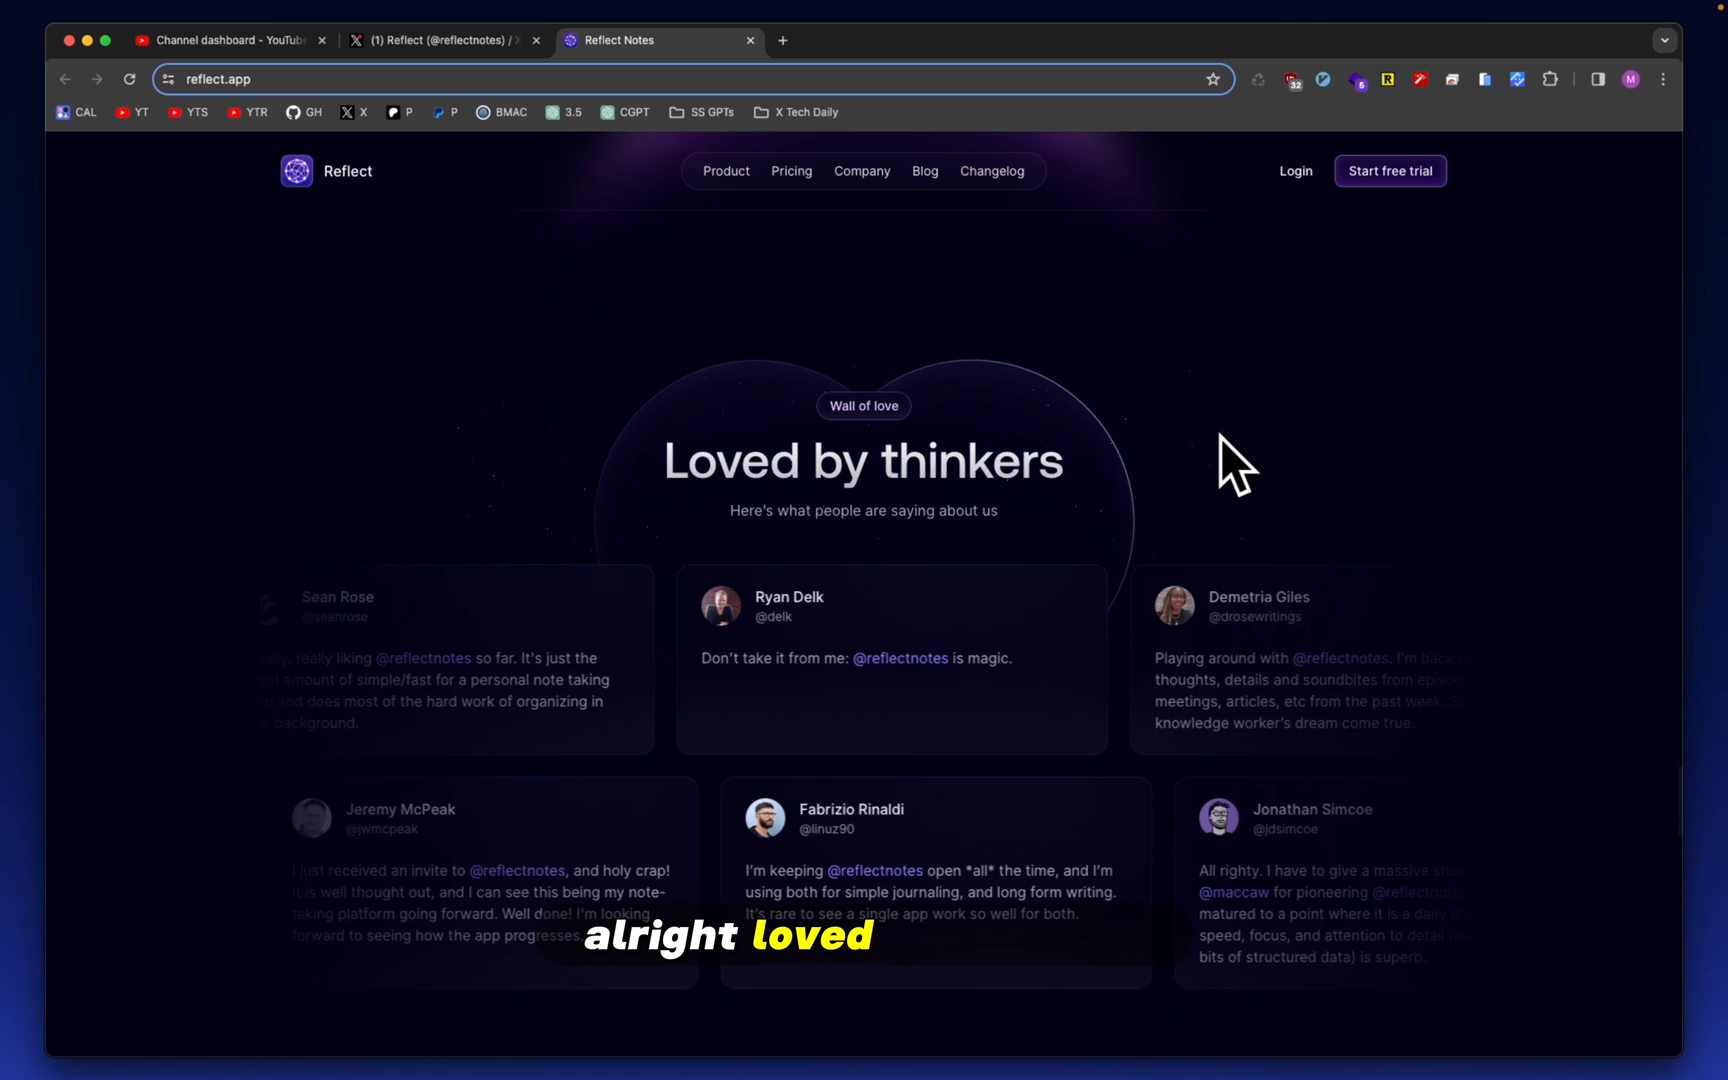 Channel dashboard - YouTube
(1) Reflect (@reflectnotes) / X
Reflect Notes
reflect.app
32
5
R
M
CAL
YT
YTS
YTR
GH
X
P
P
BMAC
3.5
CGPT
SS GPTs
X Tech Daily
Reflect
Product
Pricing
Company
Blog
Changelog
Login
Start free trial
Wall of love
Loved by thinkers
Here's what people are saying about us
Sean Rose
@seanrose
really liking @reflectnotes so far. It's just the
amount of simple/fast for a personal note taking
and does most of the hard work of organizing in
background.
Ryan Delk
@delk
Don't take it from me: @reflectnotes is magic.
Demetria Giles
@drosewritings
Playing around with @reflectnotes. I'm back
thoughts, details and soundbites from
meetings, articles, etc from the past week.
knowledge worker's dream come true.
Jeremy McPeak
@jwmcpeak
I just received an invite to @reflectnotes, and holy crap!
It is well thought out, and I can see this being my note-
taking platform going forward. Well done! I'm looking
forward to seeing how the app progresses.
Fabrizio Rinaldi
@linuz90
I'm keeping @reflectnotes open *all* the time, and I'm
using both for simple journaling, and long form writing.
It's rare to see a single app work so well for both.
Jonathan Simcoe
@jdsimcoe
All righty. I have to give a massive
@maccaw for pioneering @reflectnotes
matured to a point where it is a daily
speed, focus, and attention to detail
bits of structured data) is superb.
alright loved